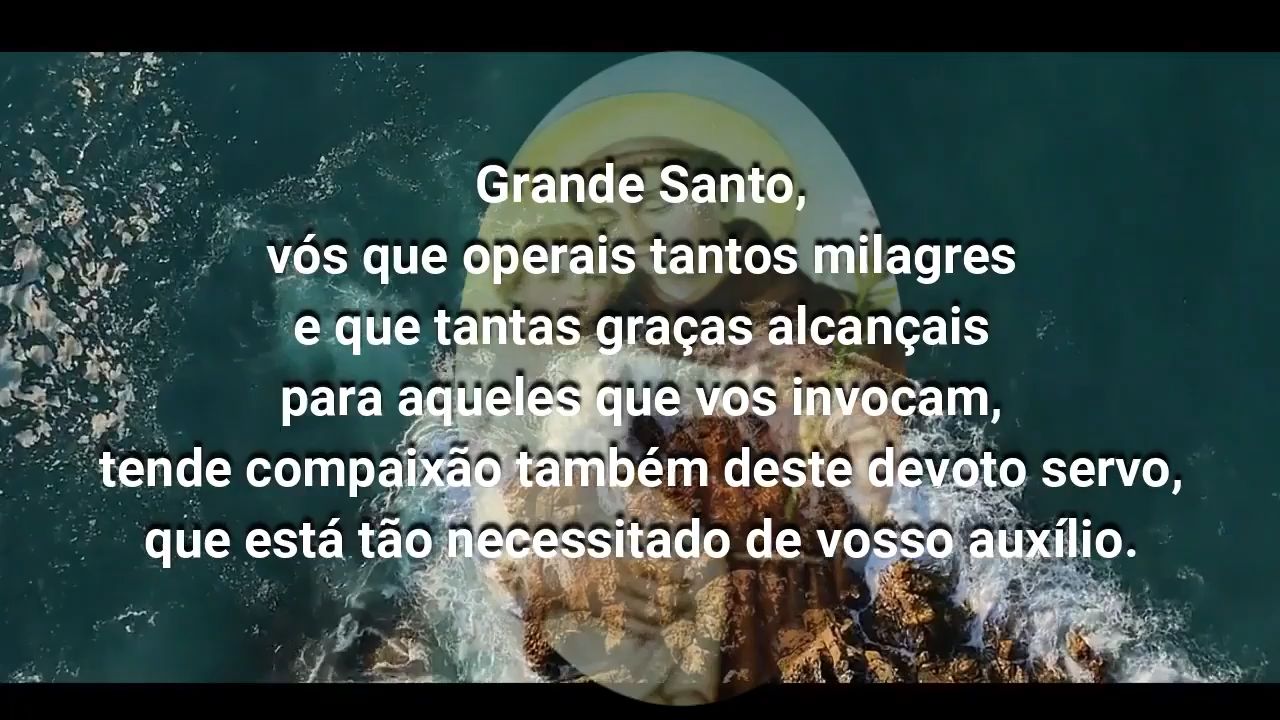 Grande Santo,
vós que operais tantos milagres
e que tantas graças alcançais
para aqueles que vos invocam,
tende compaixão também deste devoto servo,
que está tão necessitado de vosso auxílio.